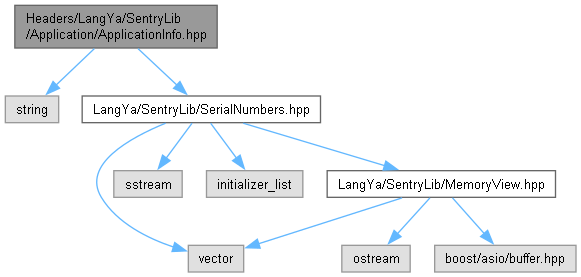 Headers/LangYa/SentryLib
/Application/ApplicationInfo.hpp
string
LangYa/SentryLib/SerialNumbers.hpp
sstream
initializer_list
LangYa/SentryLib/MemoryView.hpp
vector
ostream
boost/asio/buffer.hpp